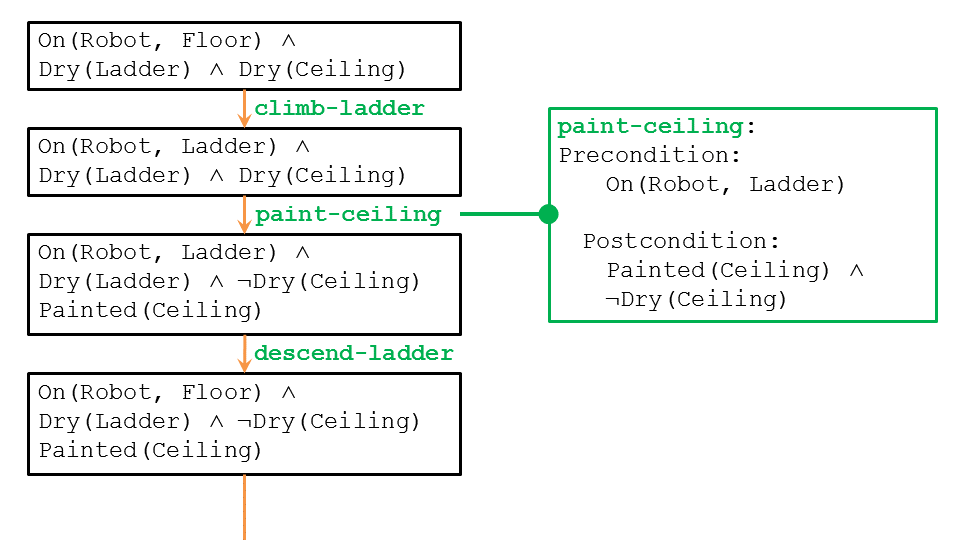 On(Robot, Floor) ∧
Dry(Ladder) ∧ Dry(Ceiling)
climb-ladder
On(Robot, Ladder) ∧
Dry(Ladder) ∧ Dry(Ceiling)
paint-ceiling
On(Robot, Ladder) ∧
Dry(Ladder) ∧ ¬Dry(Ceiling)
Painted(Ceiling)
descend-ladder
On(Robot, Floor) ∧
Dry(Ladder) ∧ ¬Dry(Ceiling)
Painted(Ceiling)
paint-ceiling:
Precondition:
On(Robot, Ladder)
Postcondition:
Painted(Ceiling) ∧
¬Dry(Ceiling)